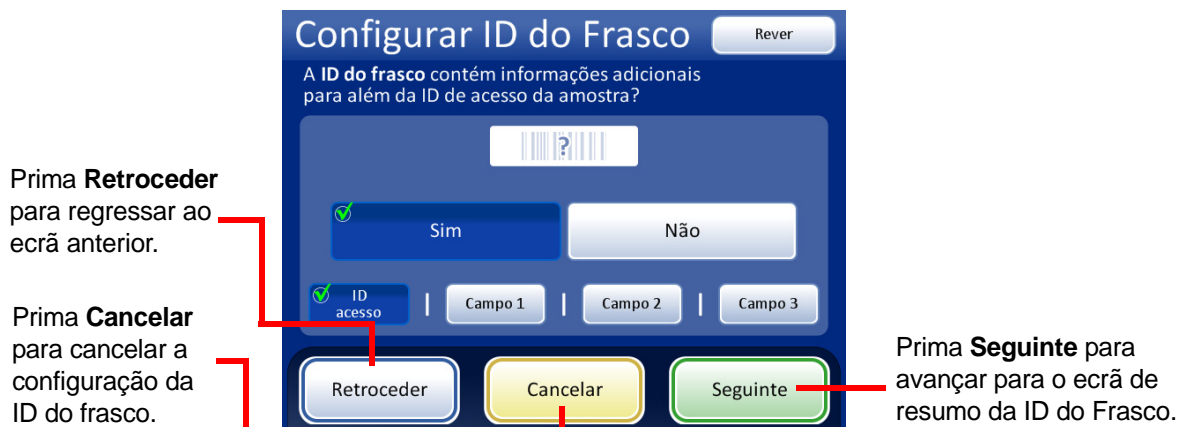 Configurar ID do Frasco
Rever
A ID do frasco contém informações adicionais
para além da ID de acesso da amostra?
?
Sim
Não
ID
acesso
|
Campo 1
|
Campo 2
|
Campo 3
Retroceder
Cancelar
Seguinte
Prima Retroceder
para regressar ao
ecrã anterior.
Prima Cancelar
para cancelar a
configuração da
ID do frasco.
Prima Seguinte para
avançar para o ecrã de
resumo da ID do Frasco.